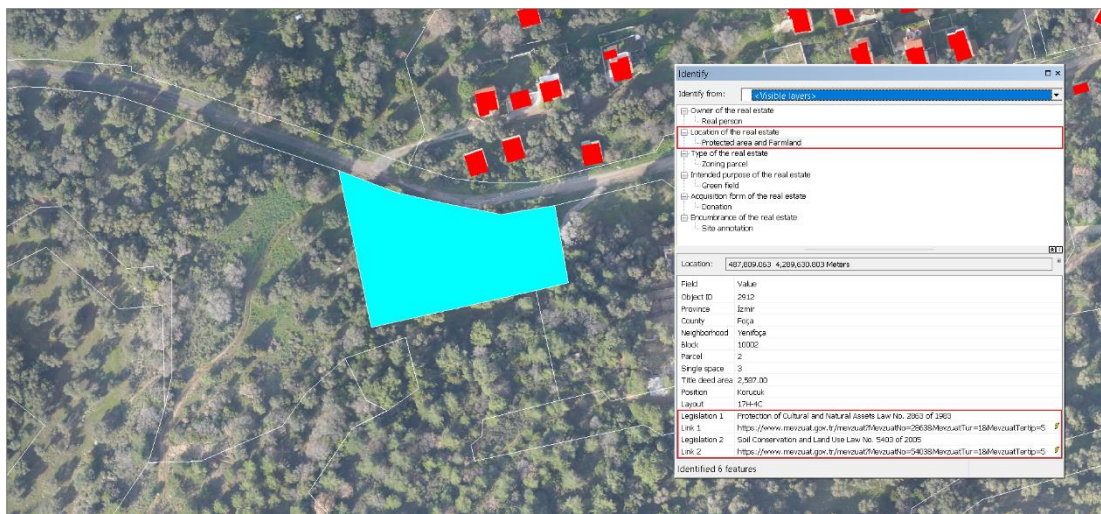 Identify
Identify from: <Visible layers>
Owner of the real estate
Real person
Location of the real estate
Protected area and Farmland
Type of the real estate
Zoning parcel
Intended purpose of the real estate
Green field
Acquisition form of the real estate
Donation
Encumbrance of the real estate
Site annotation
Location: 487,809.063 4,289,630.803 Meters
Field Value
Object ID 2912
Province İzmir
County Foça
Neighborhood Yenifoça
Block 10002
Parcel 2
Single space 3
Title deed area 2,587.00
Position Korucuk
Layout 17H-4C
Legislation 1 Protection of Cultural and Natural Assets Law No. 2863 of 1983
Link 1 https://www.mevzuat.gov.tr/mevzuat?MevzuatNo=2863&MevzuatTur=1&MevzuatTertip=5
Legislation 2 Soil Conservation and Land Use Law No. 5403 of 2005
Link 2 https://www.mevzuat.gov.tr/mevzuat?MevzuatNo=5403&MevzuatTur=1&MevzuatTertip=5
Identified 6 features